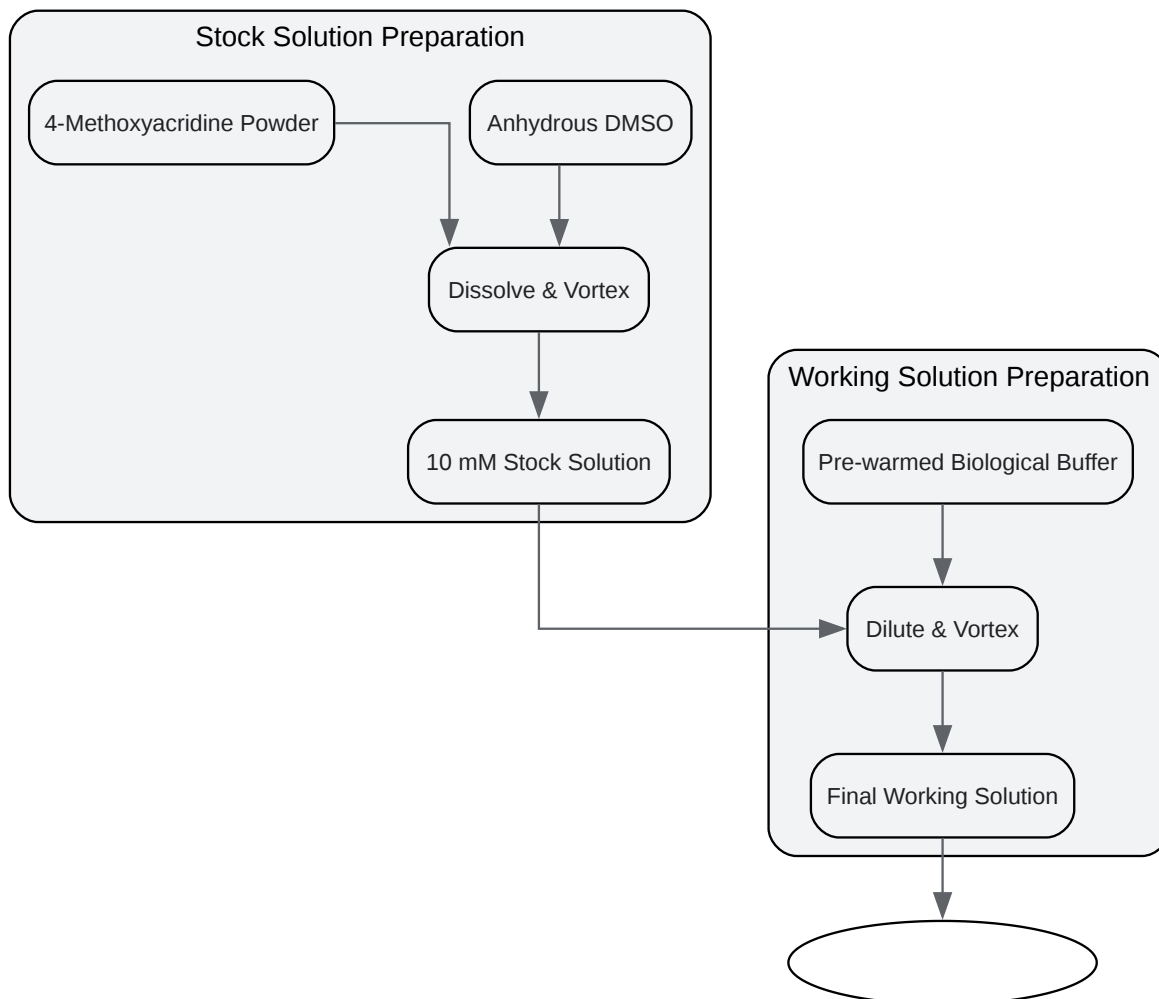 Stock Solution Preparation
4-Methoxyacridine Powder
Anhydrous DMSO
Dissolve & Vortex
10 mM Stock Solution
Working Solution Preparation
Pre-warmed Biological Buffer
Dilute & Vortex
Final Working Solution